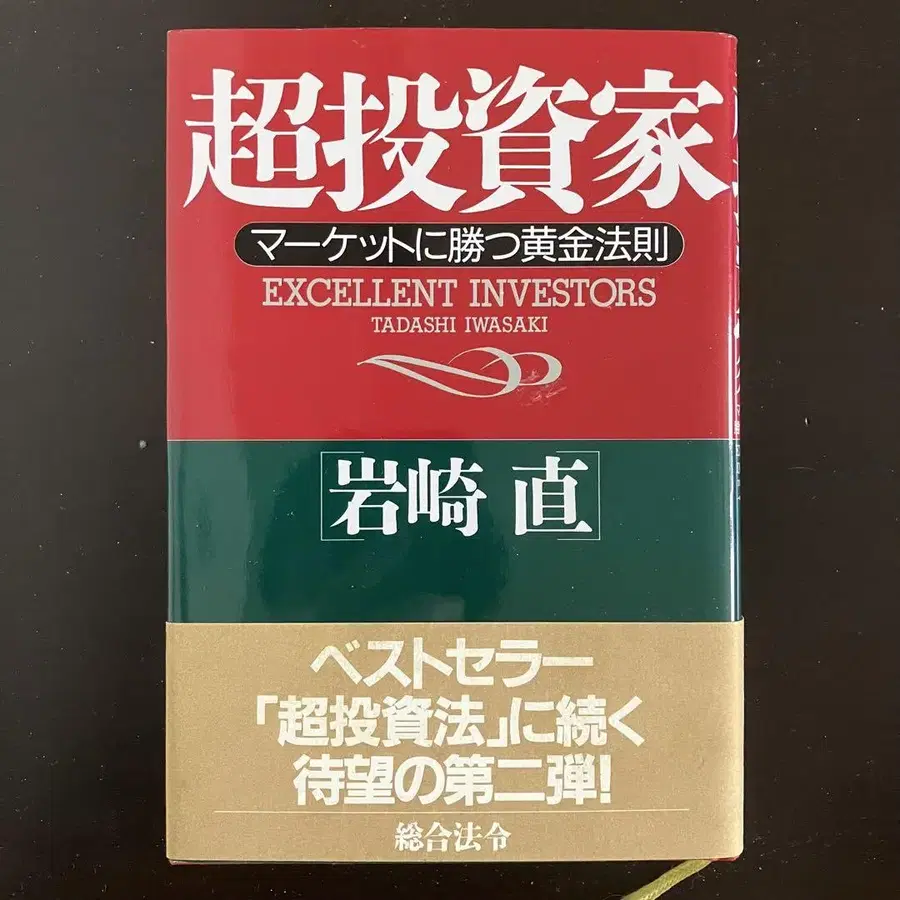 超投資家
マーケットに勝つ黄金法則
EXCELLENT INVESTORS
TADASHI IWASAKI
[岩崎 直]
ベストセラー
「超投資法」に続く
待望の第二弾!
総合法令